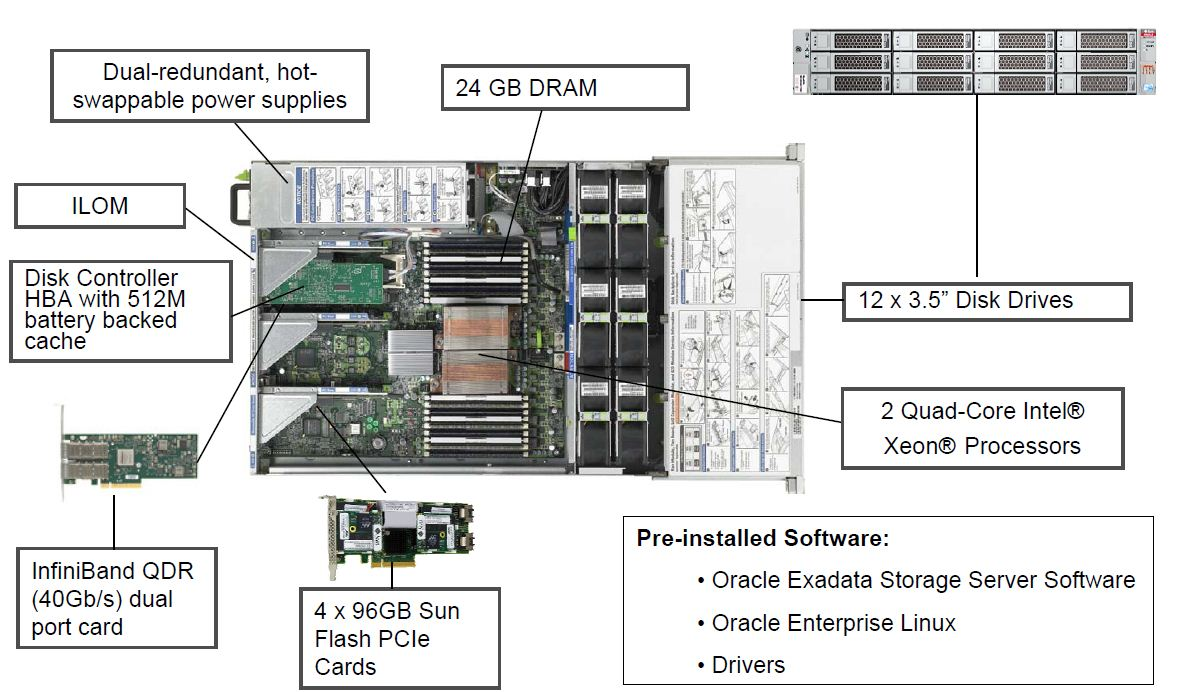 Dual-redundant, hot-
swappable power supplies
24 GB DRAM
ILOM
Disk Controller
HBA with 512M
battery backed
cache
12 x 3.5” Disk Drives
2 Quad-Core Intel®
Xeon® Processors
InfiniBand QDR
(40Gb/s) dual
port card
4 x 96GB Sun
Flash PCIe
Cards
Pre-installed Software:
• Oracle Exadata Storage Server Software
• Oracle Enterprise Linux
• Drivers